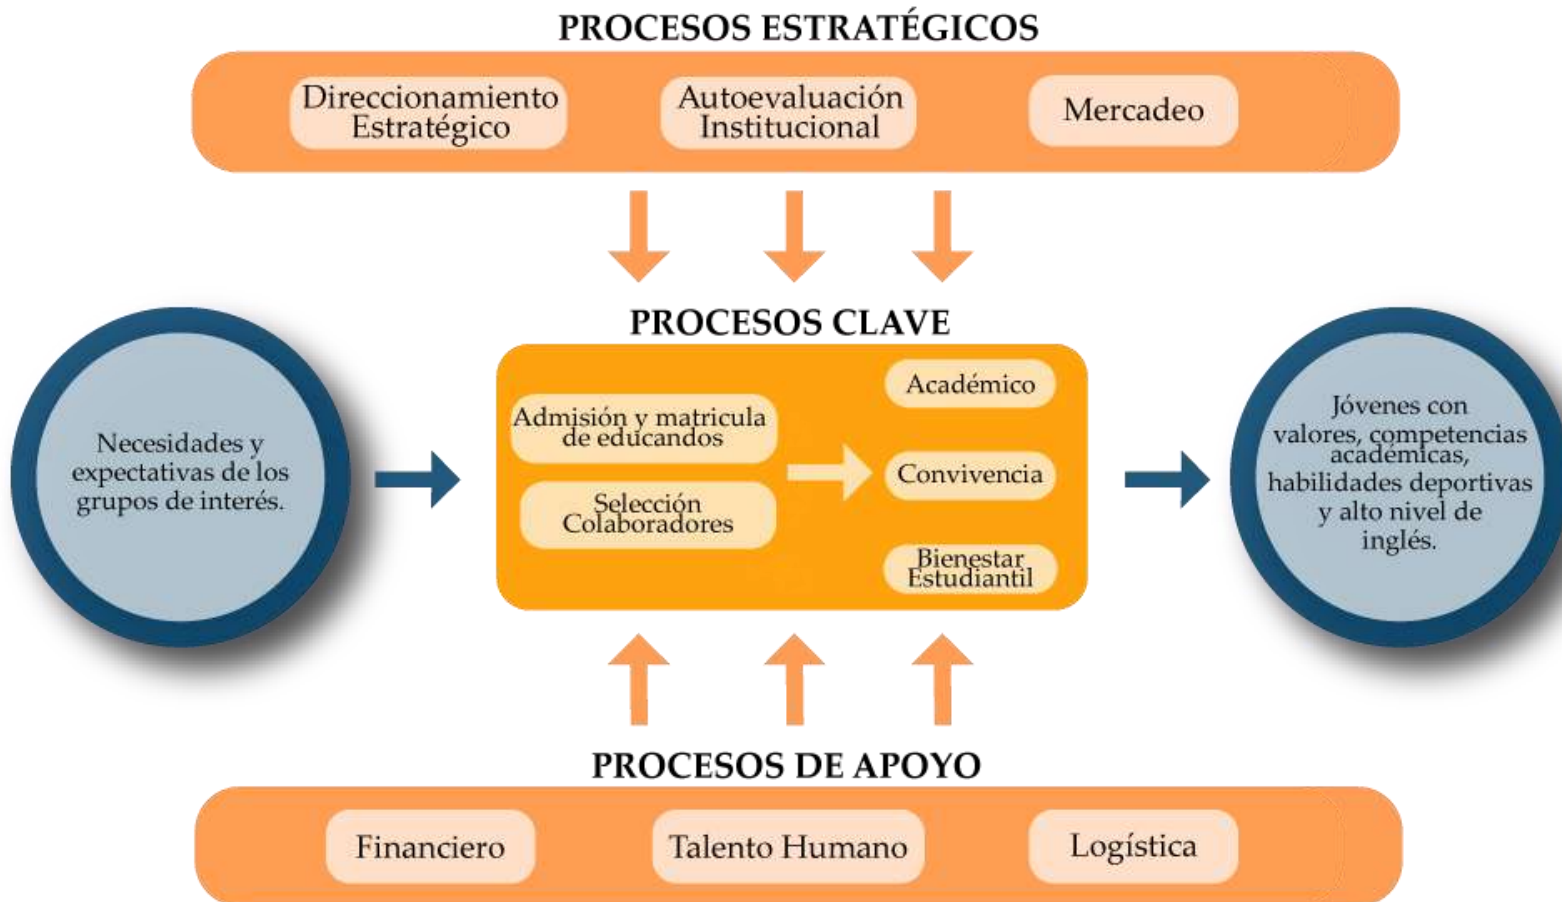 PROCESOS ESTRATÉGICOS
Direccionamiento
Estratégico
Autoevaluación
Institucional
Mercadeo
PROCESOS CLAVE
Necesidades y
expectativas de los
grupos de interés.
Admisión y matricula
de educandos
Selección
Colaboradores
Académico
Convivencia
Bienestar
Estudiantil
Jóvenes con
valores, competencias
académicas,
habilidades deportivas
y alto nivel de
inglés.
PROCESOS DE APOYO
Financiero
Talento Humano
Logística